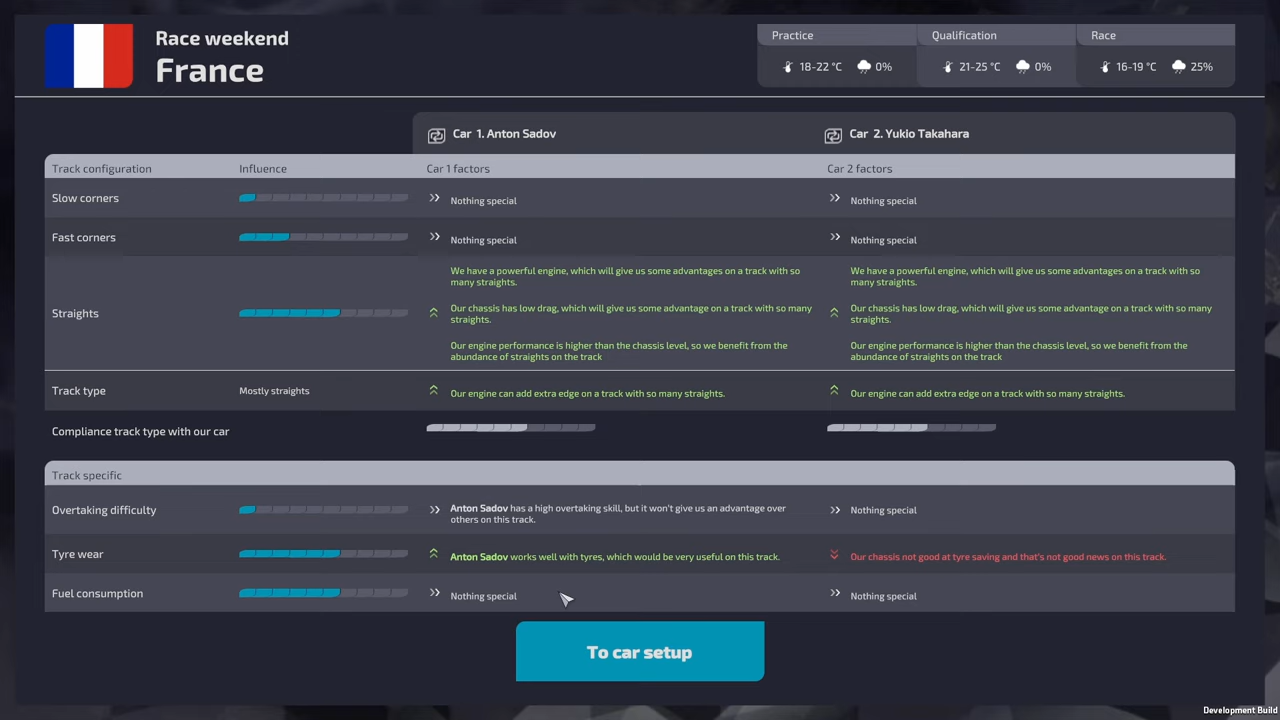 Race weekend
France
Practice
Qualification
Race
18-22 °C 0%
21-25 °C 0%
16-19 °C 25%
Car 1. Anton Sadov
Car 2. Yukio Takahara
Track configuration
Influence
Car 1 factors
Car 2 factors
Slow corners
Nothing special
Nothing special
Fast corners
Nothing special
Nothing special
Straights
We have a powerful engine, which will give us some advantages on a track with so
many straights.
Our chassis has low drag, which will give us some advantage on a track with so many
straights.
Our engine performance is higher than the chassis level, so we benefit from the
abundance of straights on the track
We have a powerful engine, which will give us some advantages on a track with so
many straights.
Our chassis has low drag, which will give us some advantage on a track with so many
straights.
Our engine performance is higher than the chassis level, so we benefit from the
abundance of straights on the track
Track type
Mostly straights
Our engine can add extra edge on a track with so many straights.
Our engine can add extra edge on a track with so many straights.
Compliance track type with our car
Track specific
Overtaking difficulty
Anton Sadov has a high overtaking skill, but it won't give us an advantage over
others on this track.
Nothing special
Tyre wear
Anton Sadov works well with tyres, which would be very useful on this track.
Our chassis not good at tyre saving and that's not good news on this track.
Fuel consumption
Nothing special
Nothing special
To car setup
Development Build